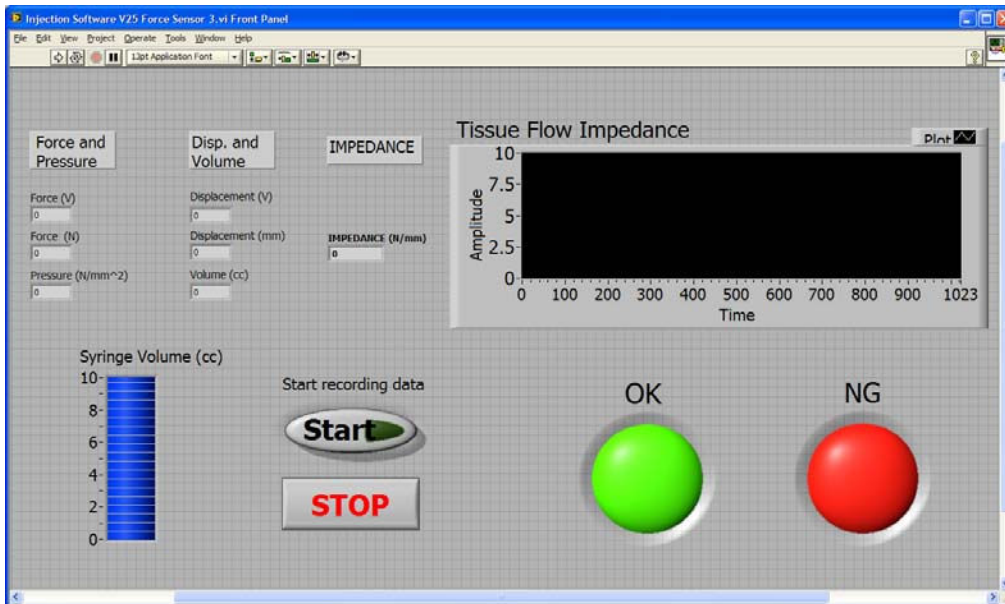 Injection Software V25 Force Sensor 3.vi Front Panel
File Edit View Project Operate Tools Window Help
12pt Application Font
Force and
Pressure
Disp. and
Volume
IMPEDANCE
Force (V)
0
Force (N)
0
Pressure (N/mm^2)
0
Displacement (V)
0
Displacement (mm)
0
Volume (cc)
0
IMPEDANCE (N/mm)
0
Tissue Flow Impedance
Plot
Amplitude
10
7.5
5
2.5
0
0 100 200 300 400 500 600 700 800 900 1023
Time
Syringe Volume (cc)
10
8
6
4
2
0
Start recording data
Start
STOP
OK
NG